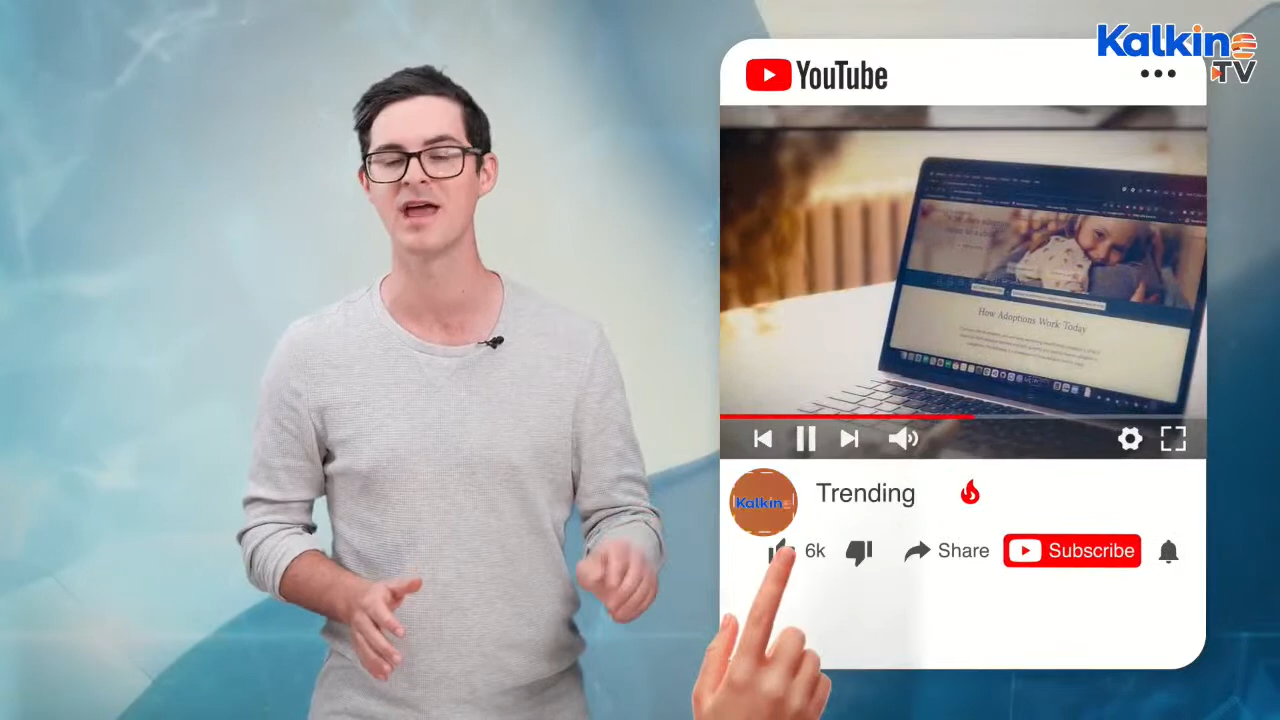 Kalkine
TV
YouTube
How Adoptions Work Today
Kalkine
Trending
6k
Share
Subscribe